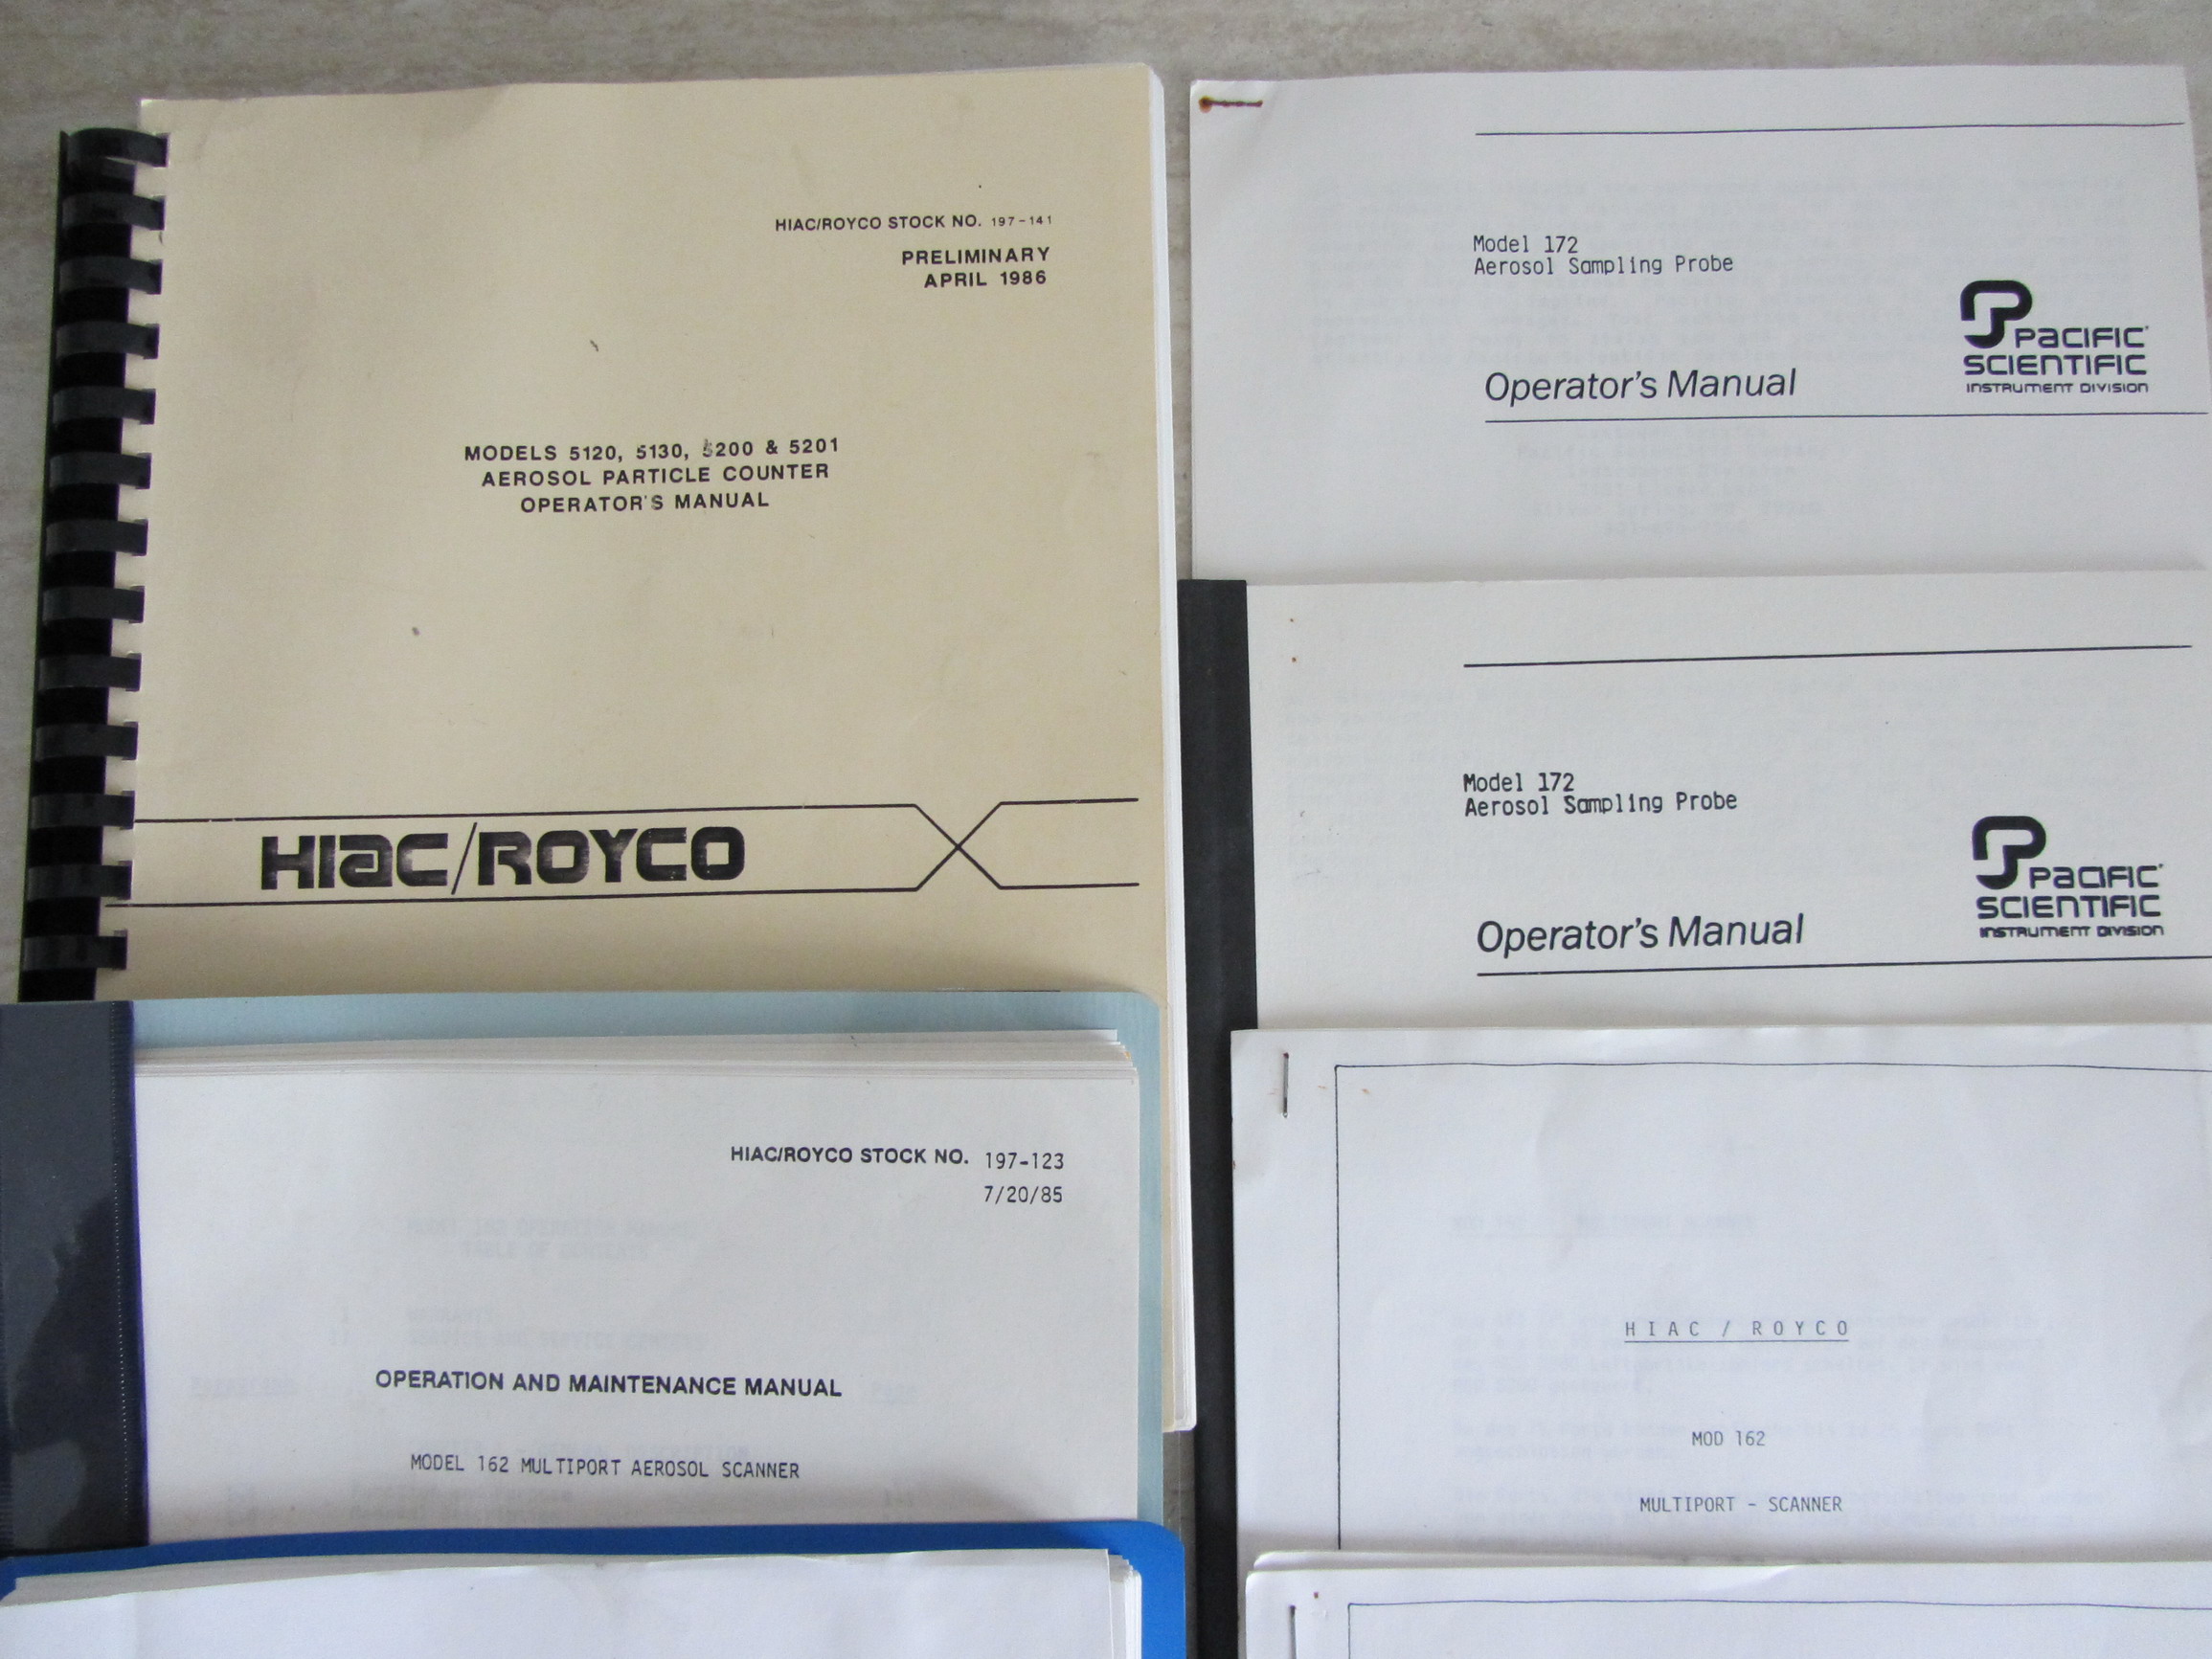 HIAC/ROYCO STOCK NO. 197-141
PRELIMINARY
APRIL 1986
MODELS 5120, 5130, 5200 & 5201
AEROSOL PARTICLE COUNTER
OPERATOR'S MANUAL
HIAC/ROYCO
HIAC/ROYCO STOCK NO. 197-123
7/20/85
OPERATION AND MAINTENANCE MANUAL
MODEL 162 MULTIPORT AEROSOL SCANNER
Model 172
Aerosol Sampling Probe
PACIFIC
SCIENTIFIC
INSTRUMENT DIVISION
Operator's Manual
Model 172
Aerosol Sampling Probe
PACIFIC
SCIENTIFIC
INSTRUMENT DIVISION
Operator's Manual
HIAC / ROYCO
MOD 162
MULTIPORT - SCANNER